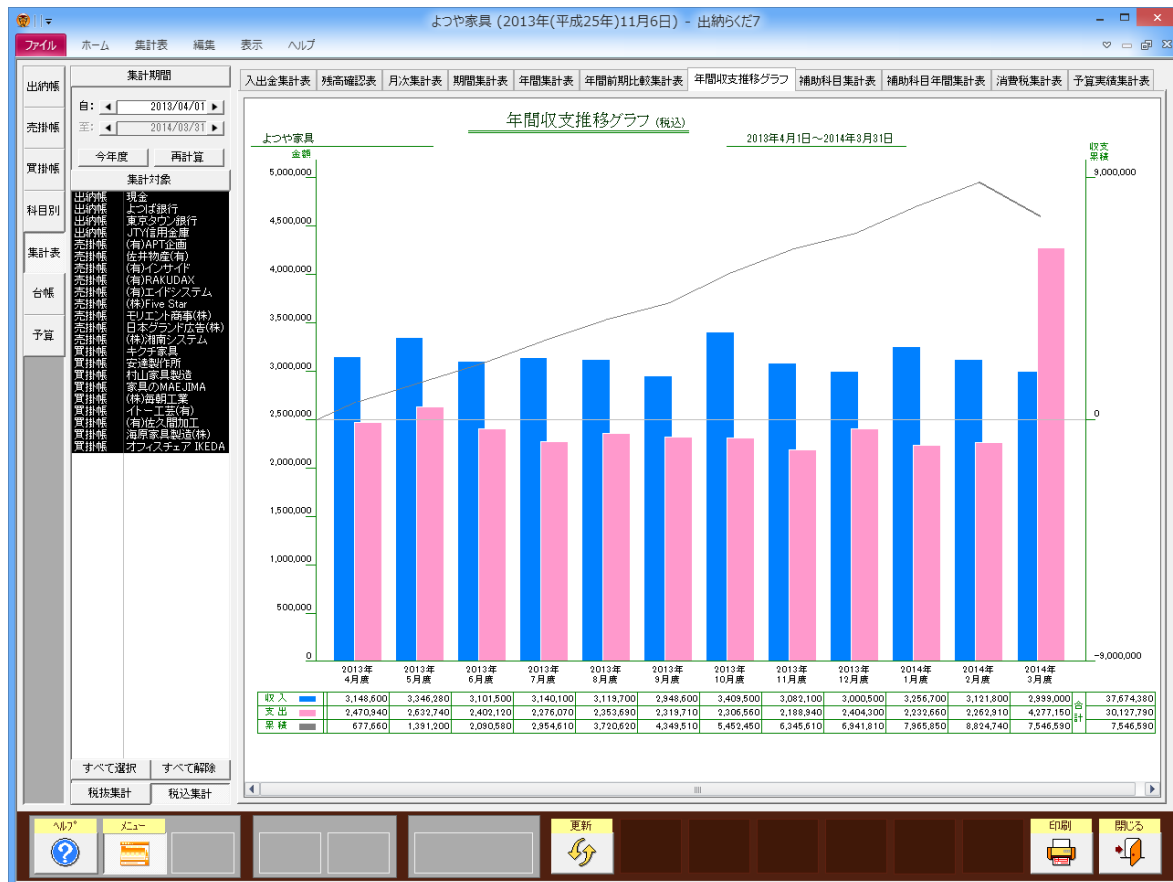 よつや家具 (2013年(平成25年)11月6日) - 出納らくだ7
ファイル ホーム 集計表 編集 表示 ヘルプ
出納帳
売掛帳
買掛帳
科目別
集計表
台帳
予算
集計期間
自: 2013/04/01
至: 2014/03/31
今年度 再計算
集計対象
出納帳 現金
出納帳 よつば銀行
出納帳 東京タウン銀行
出納帳 JTY信用金庫
売掛帳 (有)APT企画
売掛帳 佐井物産(有)
売掛帳 (有)インサイド
売掛帳 (有)RAKUDAX
売掛帳 (有)エイドシステム
売掛帳 (株)Five Star
売掛帳 モリエント商事(株)
売掛帳 日本グランド広告(株)
売掛帳 (株)湘南システム
買掛帳 キクチ家具
買掛帳 安達製作所
買掛帳 村山家具製造
買掛帳 家具のMAEJIMA
買掛帳 (株)毎朝工業
買掛帳 イトー工芸(有)
買掛帳 (有)佐久間加工
買掛帳 海原家具製造(株)
買掛帳 オフィスチェア IKEDA
すべて選択 すべて解除
税抜集計 税込集計
入出金集計表 残高確認表 月次集計表 期間集計表 年間集計表 年間前期比較集計表 年間収支推移グラフ 補助科目集計表 補助科目年間集計表 消費税集計表 予算実績集計表
年間収支推移グラフ (税込)
よつや家具
2013年4月1日～2014年3月31日
金額
収支
累積
5,000,000
4,500,000
4,000,000
3,500,000
3,000,000
2,500,000
2,000,000
1,500,000
1,000,000
500,000
0
9,000,000
0
-9,000,000
2013年 2013年 2013年 2013年 2013年 2013年 2013年 2013年 2013年 2014年 2014年 2014年
4月度 5月度 6月度 7月度 8月度 9月度 10月度 11月度 12月度 1月度 2月度 3月度
収入 3,148,600 3,346,280 3,101,500 3,140,100 3,119,700 2,948,600 3,409,500 3,082,100 3,000,500 3,256,700 3,121,800 2,999,000 合計 37,674,380
支出 2,470,940 2,632,740 2,402,120 2,276,070 2,353,690 2,319,710 2,306,560 2,188,940 2,404,300 2,232,660 2,262,910 4,277,150 30,127,790
累積 677,660 1,391,200 2,090,580 2,954,610 3,720,620 4,349,510 5,452,450 6,345,610 6,941,810 7,965,850 8,824,740 7,546,590 7,546,590
ヘルプ メニュー 更新 印刷 閉じる